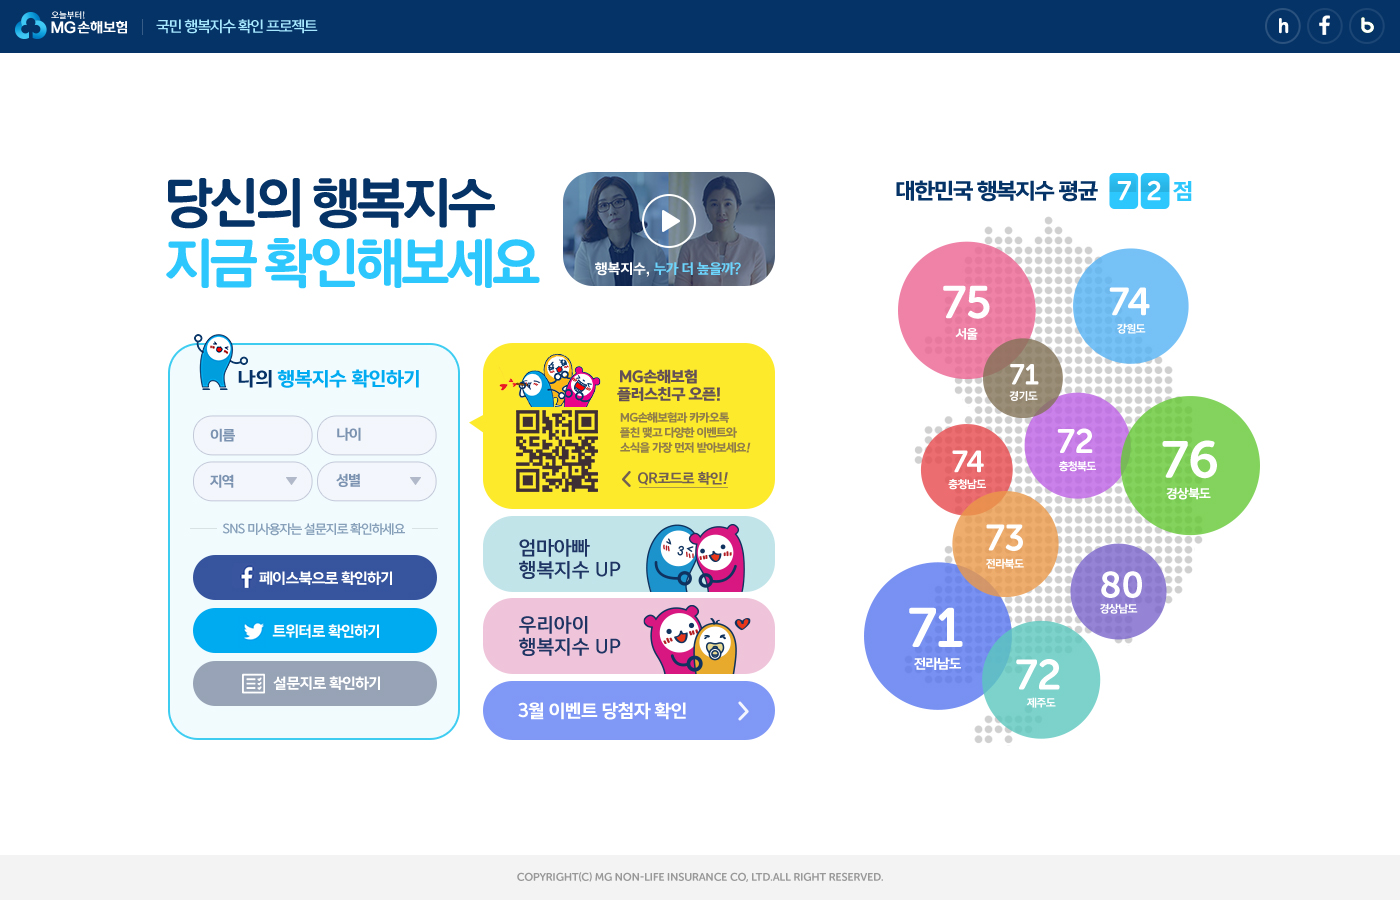 오늘부터!
MG 손해보험
국민 행복지수 확인 프로젝트
h f b
당신의 행복지수
지금 확인해보세요
행복지수, 누가 더 높을까?
나의 행복지수 확인하기
이름
나이
지역
성별
SNS 미사용자는 설문지로 확인하세요
f 페이스북으로 확인하기
트위터로 확인하기
설문지로 확인하기
MG손해보험
플러스친구 오픈!
MG손해보험과 카카오톡
플친 맺고 다양한 이벤트와
소식을 가장 먼저 받아보세요!
QR코드로 확인!
엄마아빠
행복지수 UP
우리아이
행복지수 UP
3월 이벤트 당첨자 확인
대한민국 행복지수 평균 72점
75
서울
74
강원도
71
경기도
72
충청북도
76
경상북도
74
충청남도
73
전라북도
80
경상남도
71
전라남도
72
제주도
COPYRIGHT(C) MG NON-LIFE INSURANCE CO, LTD.ALL RIGHT RESERVED.